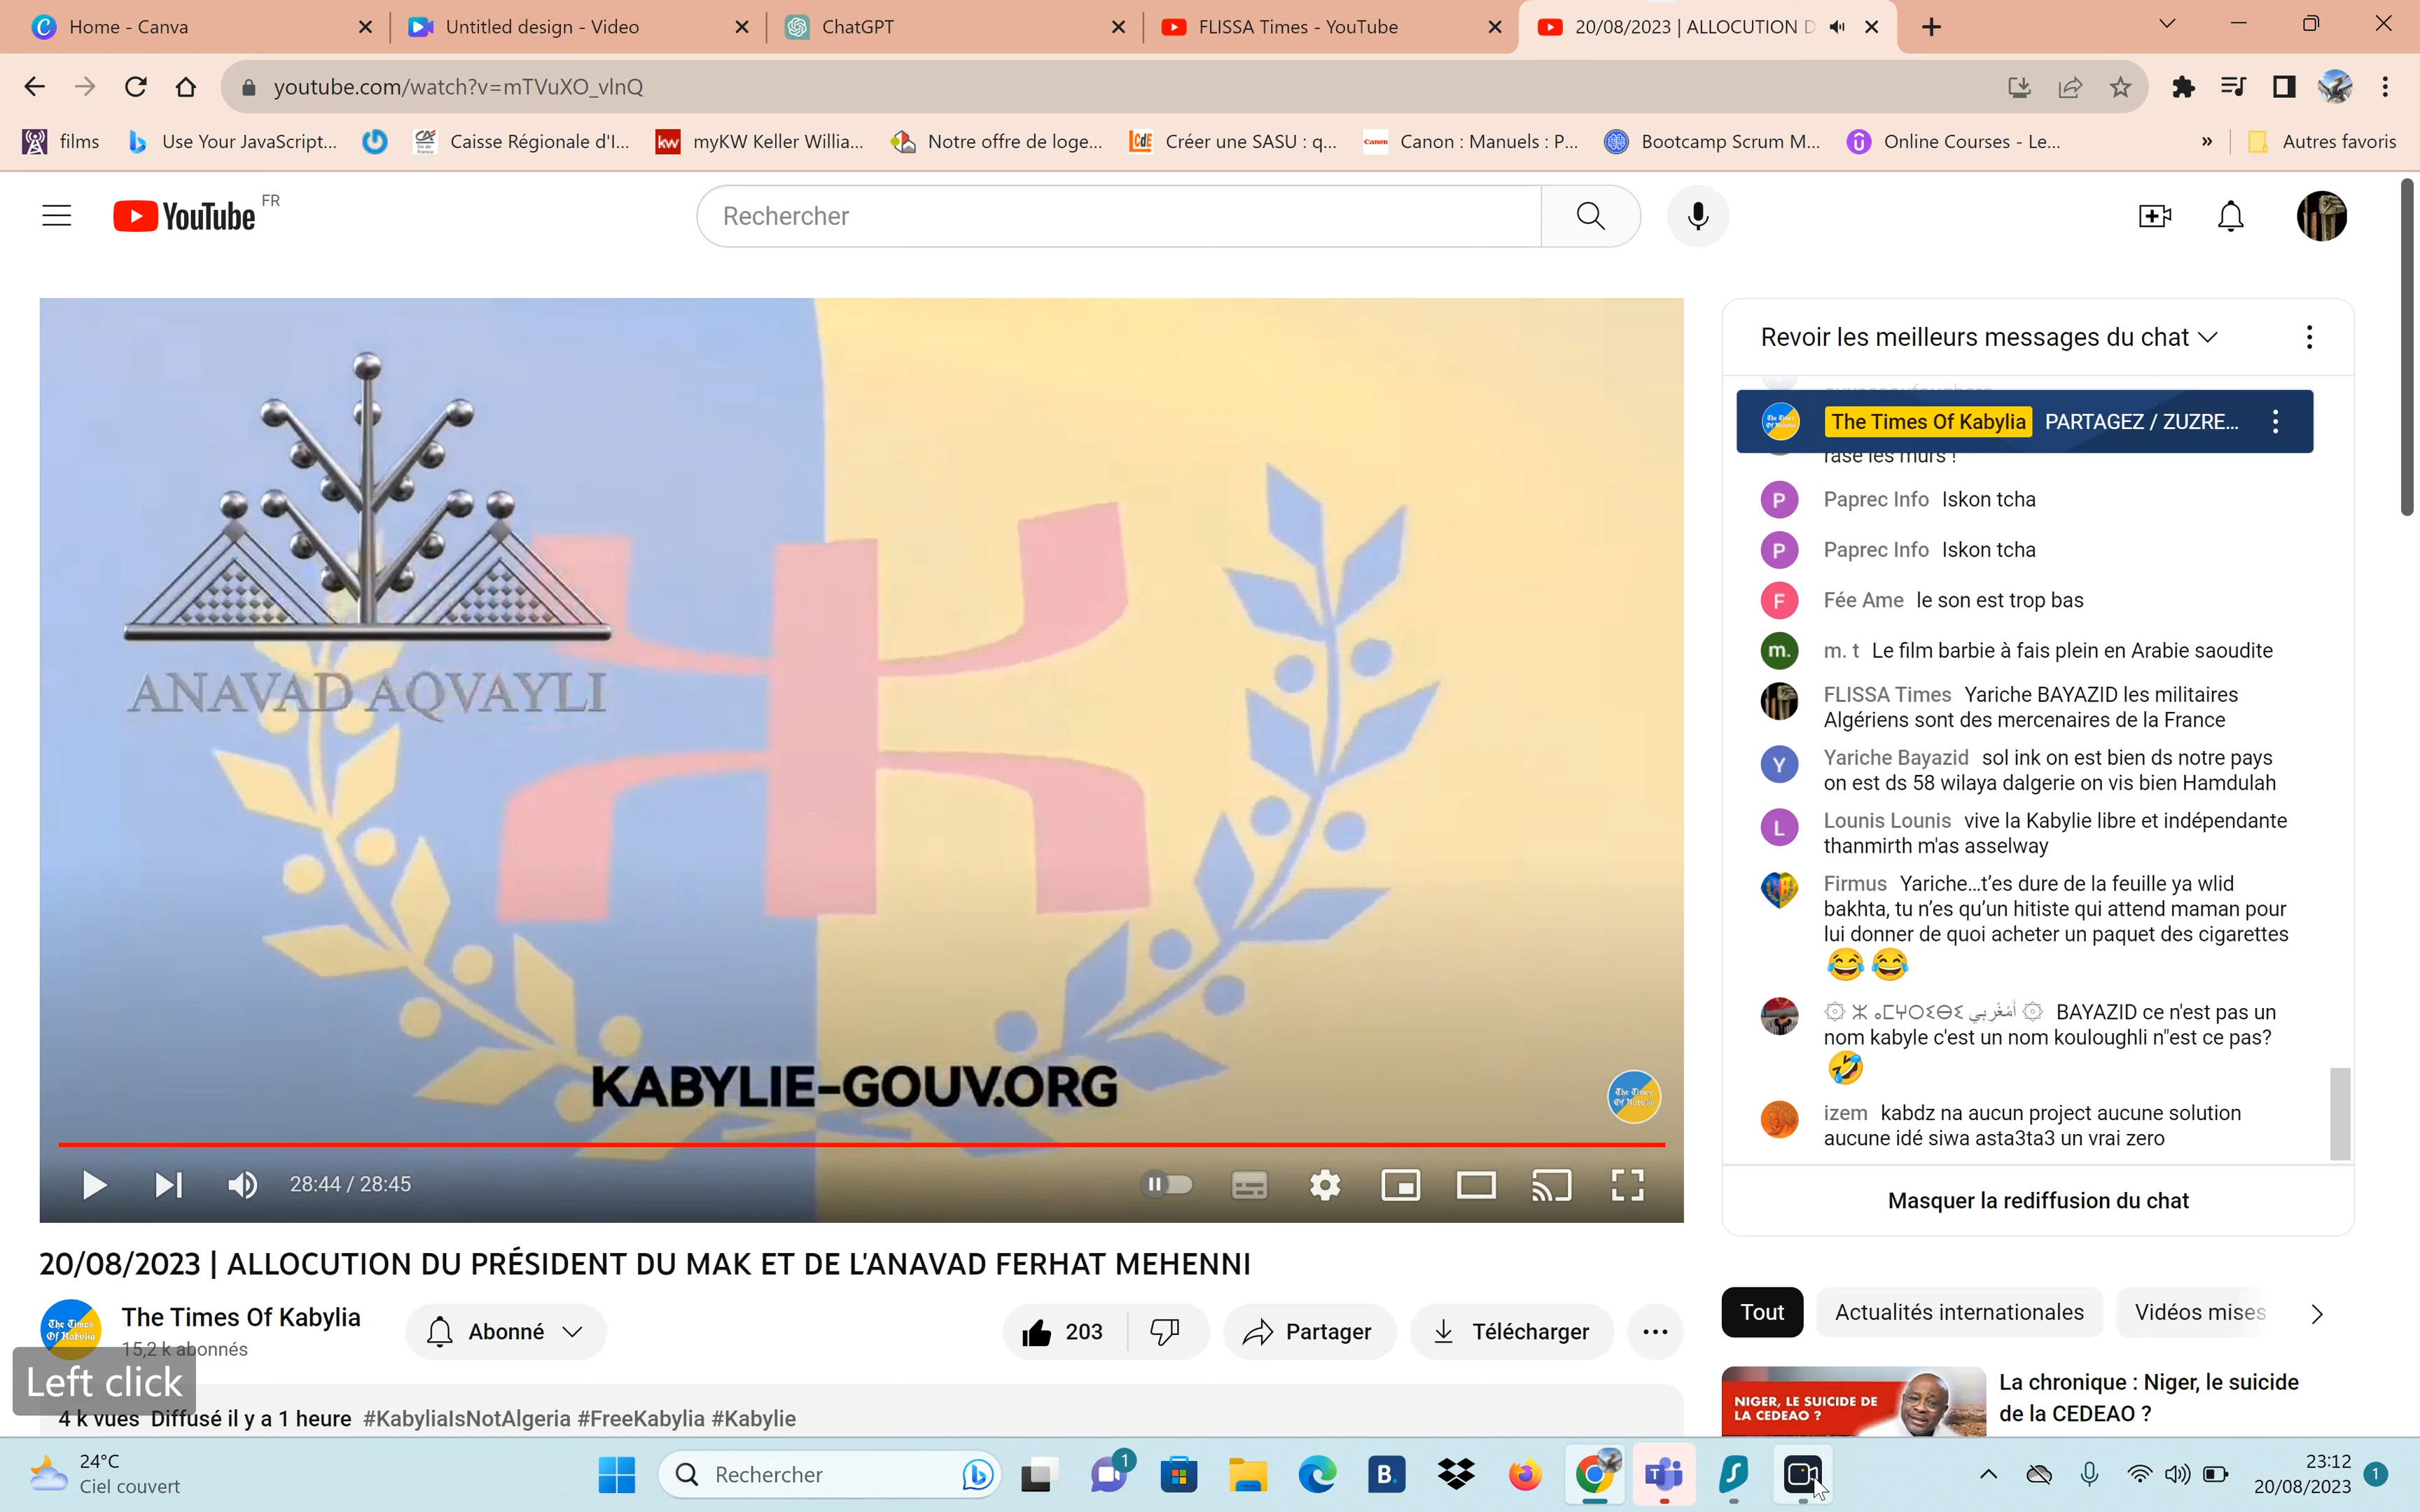 Home - Canva
Untitled design - Video
ChatGPT
FLISSA Times - YouTube
20/08/2023 | ALLOCUTION D
youtube.com/watch?v=mTVuXO_vlnQ
films
Use Your JavaScript...
Caisse Régionale d'I...
kw
myKW Keller Willia...
Notre offre de loge...
Créer une SASU : q...
Canon
Canon : Manuels : P...
Bootcamp Scrum M...
Online Courses - Le...
»
Autres favoris
YouTube FR
Rechercher
ANAVAD AQVAYLI
KABYLIE-GOUV.ORG
The Times Of Kabylia
28:44 / 28:45
Revoir les meilleurs messages du chat
The Times Of Kabylia PARTAGEZ / ZUZRE...
rase les murs !
P Paprec Info Iskon tcha
P Paprec Info Iskon tcha
F Fée Ame le son est trop bas
m. m. t Le film barbie à fais plein en Arabie saoudite
FLISSA Times Yariche BAYAZID les militaires
Algériens sont des mercenaires de la France
Y Yariche Bayazid sol ink on est bien ds notre pays
on est ds 58 wilaya dalgerie on vis bien Hamdulah
L Lounis Lounis vive la Kabylie libre et indépendante
thanmirth m'as asselway
Firmus Yariche...t'es dure de la feuille ya wlid
bakhta, tu n'es qu'un hitiste qui attend maman pour
lui donner de quoi acheter un paquet des cigarettes
😂😂
۞ ⵣ ⴰⵎⵖⵔⵉⴱⵉ أَمْغْرِبِي ۞ BAYAZID ce n'est pas un
nom kabyle c'est un nom kouloughli n"est ce pas?
🤣
izem kabdz na aucun project aucune solution
aucune idé siwa asta3ta3 un vrai zero
Masquer la rediffusion du chat
20/08/2023 | ALLOCUTION DU PRÉSIDENT DU MAK ET DE L'ANAVAD FERHAT MEHENNI
The Times Of Kabylia
The Times Of Kabylia
15,2 k abonnés
Abonné
203
Partager
Télécharger
Left click
4 k vues Diffusé il y a 1 heure #KabyliaIsNotAlgeria #FreeKabylia #Kabylie
Tout
Actualités internationales
Vidéos mises
NIGER, LE SUICIDE DE
LA CEDEAO ?
La chronique : Niger, le suicide
de la CEDEAO ?
24°C
Ciel couvert
Rechercher
1
B.
23:12
20/08/2023
1